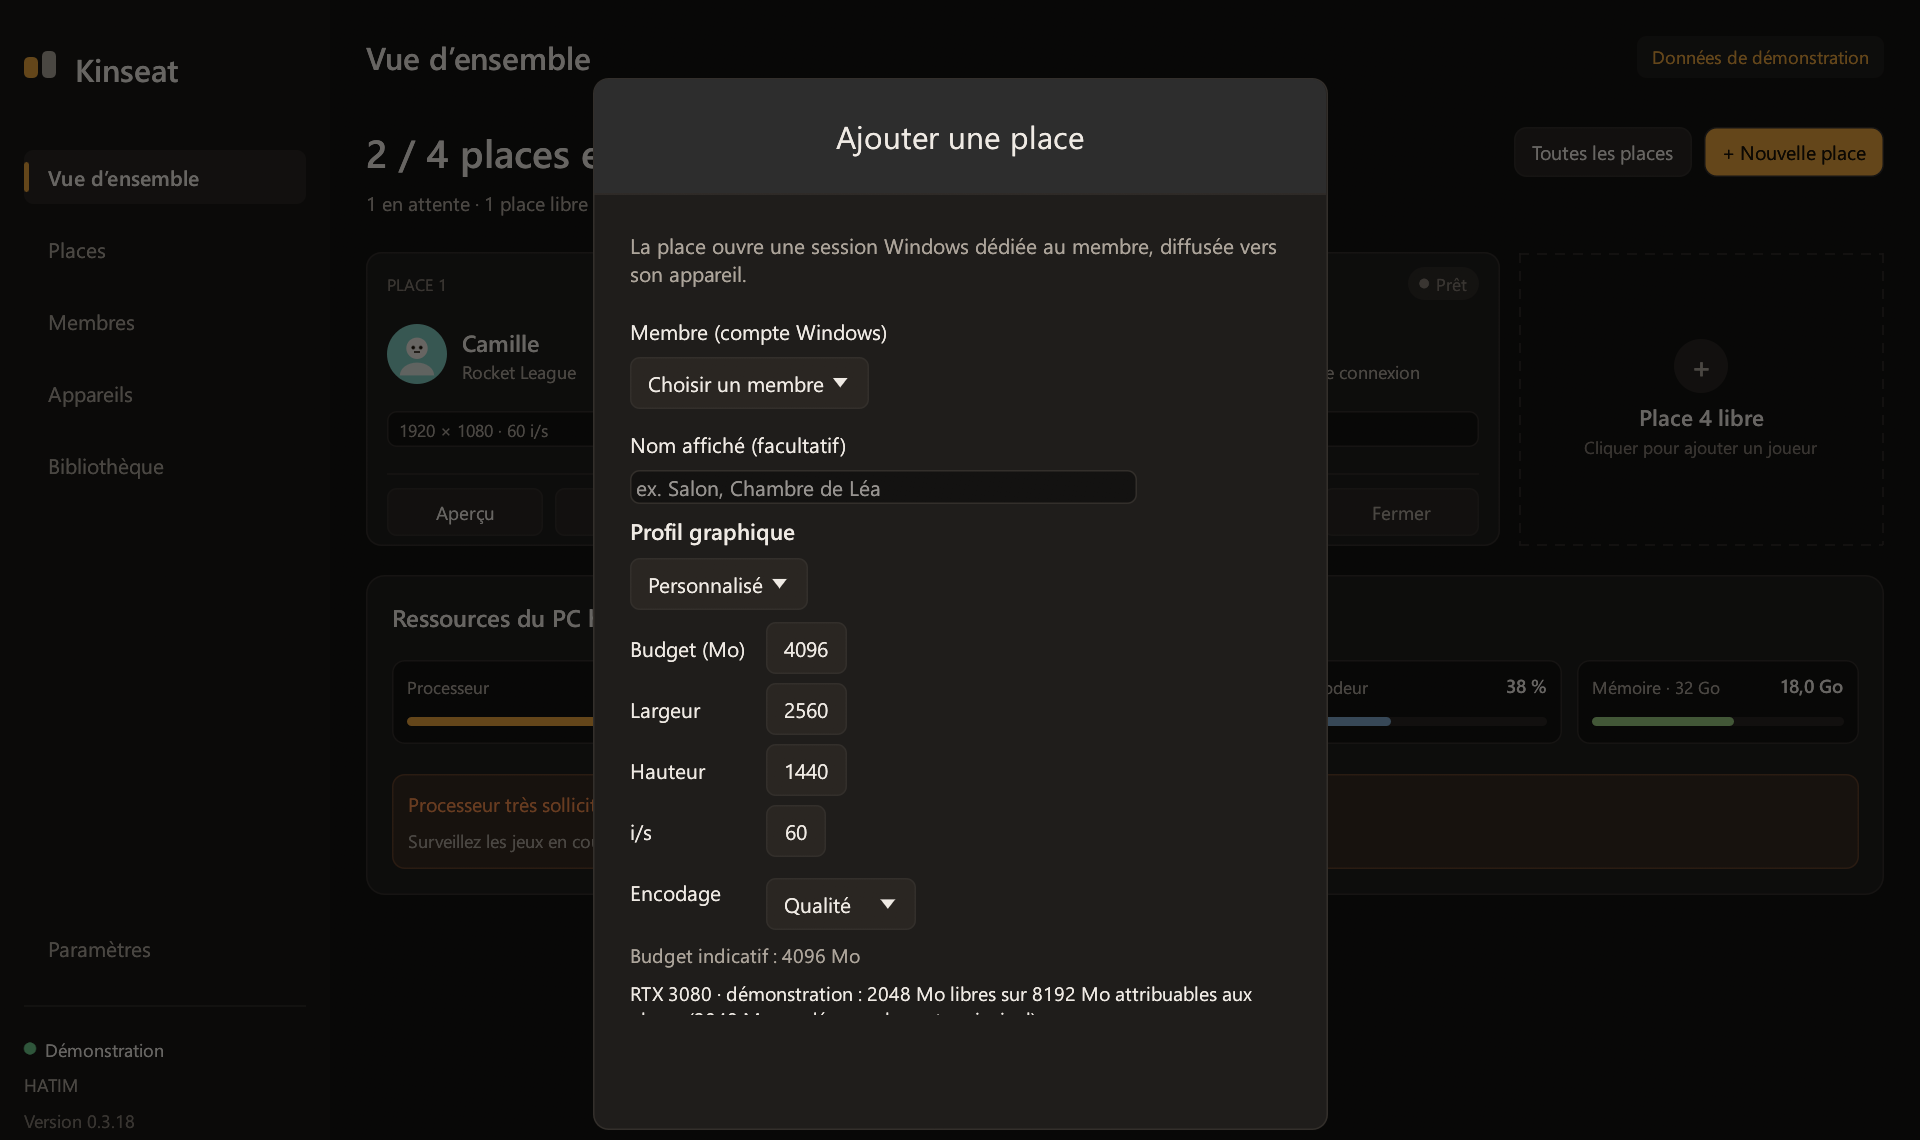 Kinseat
Vue d’ensemble
Places
Membres
Appareils
Bibliothèque
Paramètres
Démonstration
HATIM
Version 0.3.18
Vue d’ensemble
Données de démonstration
2 / 4 places
1 en attente · 1 place libre
Toutes les places
+ Nouvelle place
PLACE 1
Camille
Rocket League
1920 × 1080 · 60 i/s
Aperçu
Prêt
connexion
Fermer
+
Place 4 libre
Cliquer pour ajouter un joueur
Ressources du PC
Processeur
38 %
Mémoire · 32 Go
18,0 Go
Processeur très
Surveillez les jeux en
Ajouter une place
La place ouvre une session Windows dédiée au membre, diffusée vers
son appareil.
Membre (compte Windows)
Choisir un membre
Nom affiché (facultatif)
ex. Salon, Chambre de Léa
Profil graphique
Personnalisé
Budget (Mo)
4096
Largeur
2560
Hauteur
1440
i/s
60
Encodage
Qualité
Budget indicatif : 4096 Mo
RTX 3080 · démonstration : 2048 Mo libres sur 8192 Mo attribuables aux